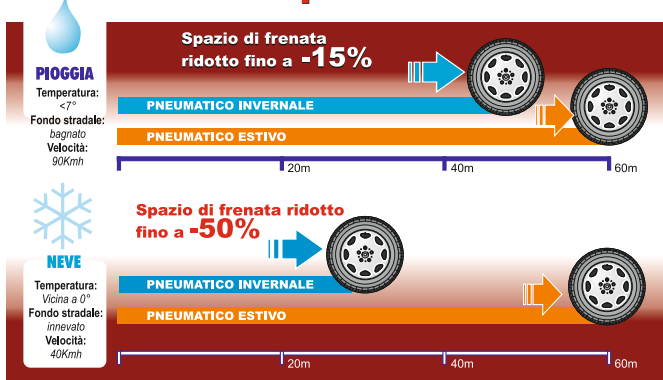 Spazio di frenata
ridotto fino a -15%
PIOGGIA
Temperatura:
<7°
Fondo stradale:
bagnato
Velocità:
90Kmh
PNEUMATICO INVERNALE
PNEUMATICO ESTIVO
20m
40m
60m
Spazio di frenata ridotto
fino a -50%
NEVE
Temperatura:
Vicina a 0°
Fondo stradale:
innevato
Velocità:
40Kmh
PNEUMATICO INVERNALE
PNEUMATICO ESTIVO
20m
40m
60m